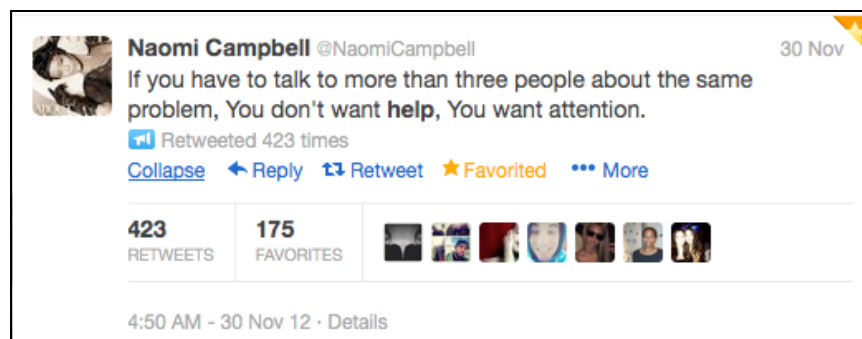 Naomi Campbell @NaomiCampbell 30 Nov
If you have to talk to more than three people about the same
problem, You don't want help, You want attention.
Retweeted 423 times
Collapse Reply Retweet Favorited ••• More
423 175
RETWEETS FAVORITES
4:50 AM - 30 Nov 12 · Details